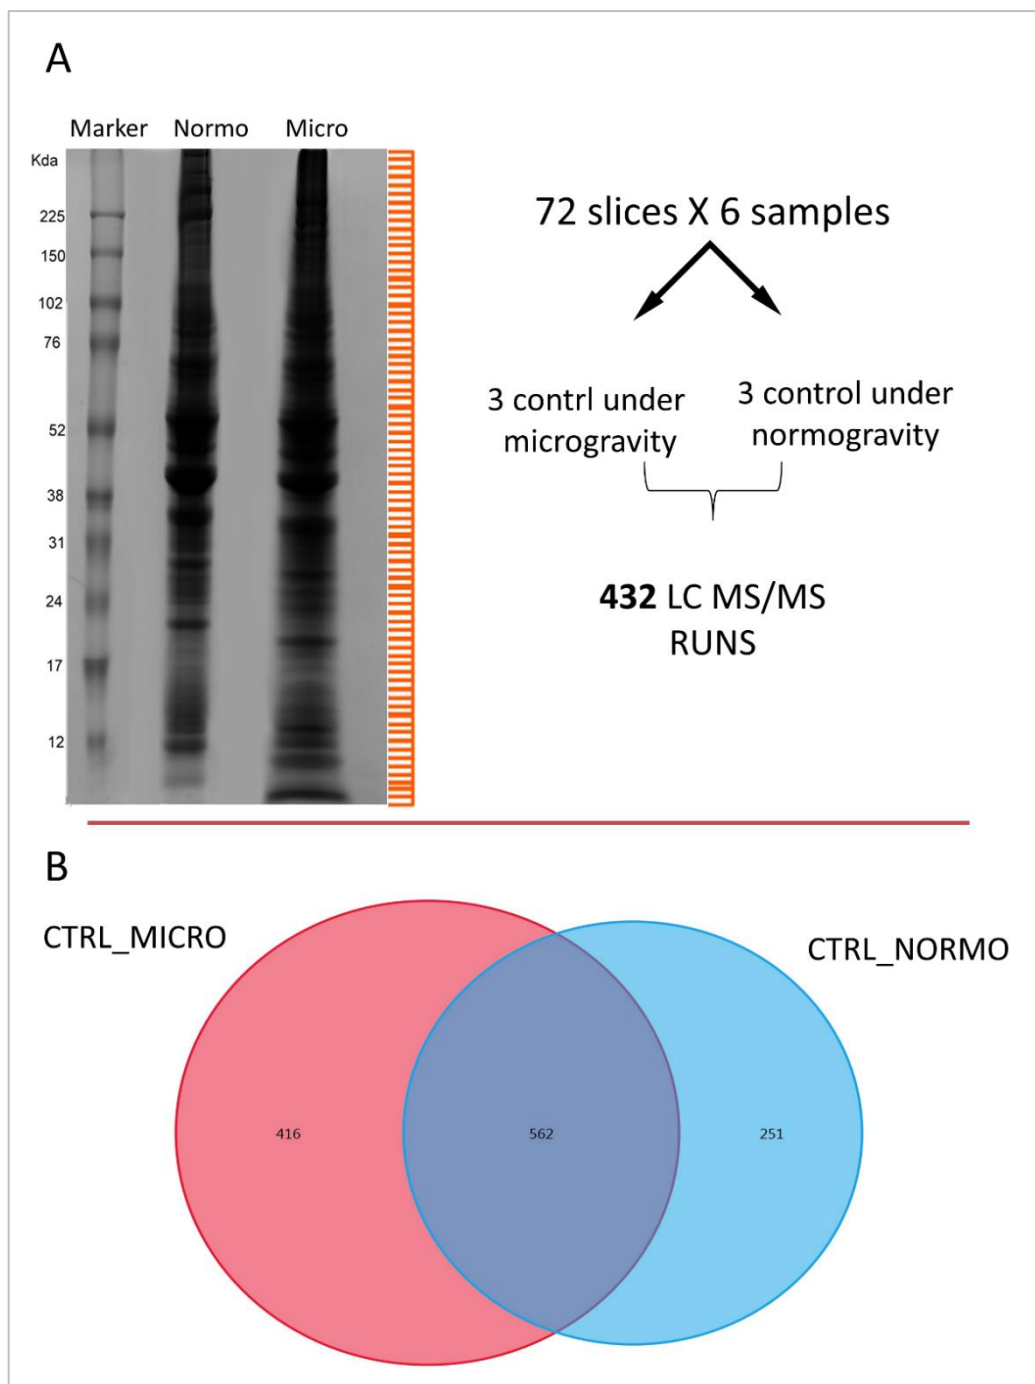 A
Marker Normo Micro
Kda
225
150
102
76
52
38
31
24
17
12
72 slices X 6 samples
3 contrl under
microgravity
3 control under
normogravity
432 LC MS/MS
RUNS
B
CTRL_MICRO
CTRL_NORMO
416
562
251